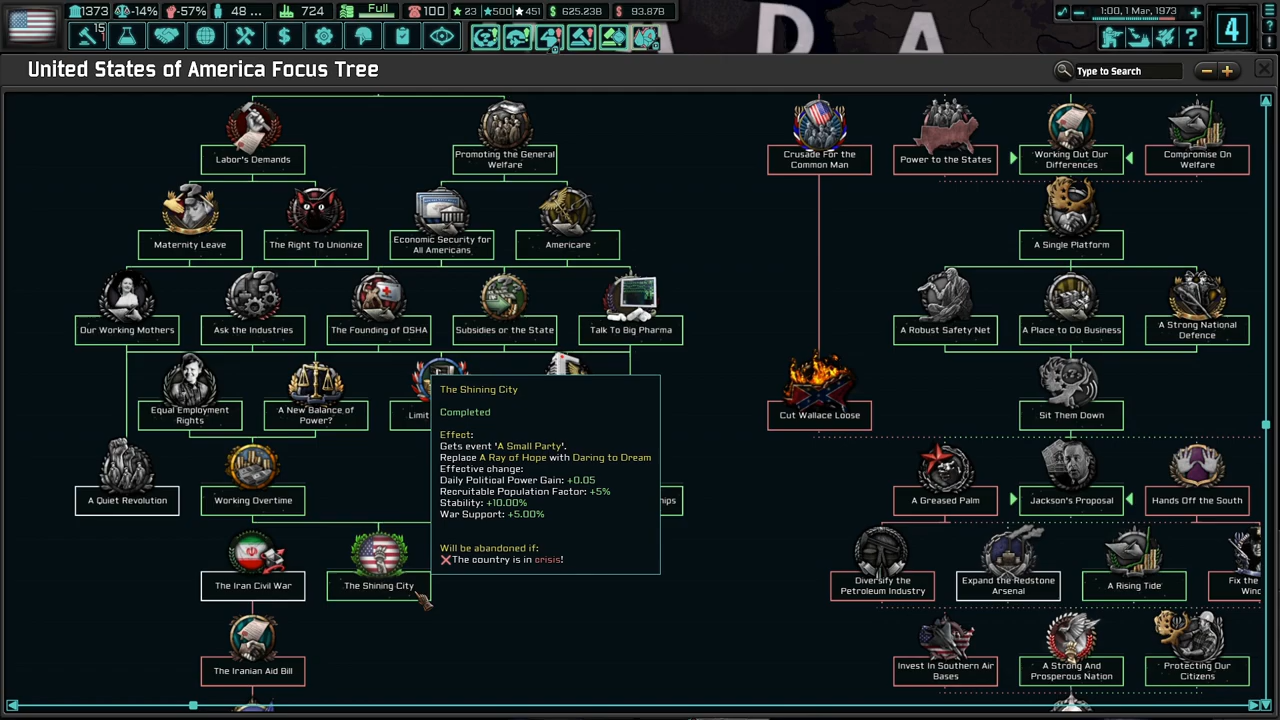 1373 -14% -57% 48 ... 724 Full 100 23 500 451 $ 625.23B $ 93.87B
1:00, 1 Mar, 1973
4
15
D A
United States of America Focus Tree
Type to Search
Labor's Demands
Promoting the General Welfare
Crusade For the Common Man
Power to the States
Working Out Our Differences
Compromise On Welfare
Maternity Leave
The Right To Unionize
Economic Security for All Americans
Americare
A Single Platform
Our Working Mothers
Ask the Industries
The Founding of OSHA
Subsidies or the State
Talk To Big Pharma
A Robust Safety Net
A Place to Do Business
A Strong National Defence
Equal Employment Rights
A New Balance of Power?
Limit
Cut Wallace Loose
Sit Them Down
The Shining City
Completed
Effect:
Gets event 'A Small Party'.
Replace A Ray of Hope with Daring to Dream
Effective change:
Daily Political Power Gain: +0.05
Recruitable Population Factor: +5%
Stability: +10.00%
War Support: +5.00%
Will be abandoned if:
The country is in crisis!
A Quiet Revolution
Working Overtime
hips
A Greased Palm
Jackson's Proposal
Hands Off the South
The Iran Civil War
The Shining City
Diversify the Petroleum Industry
Expand the Redstone Arsenal
A Rising Tide
Fix the
Wind
The Iranian Aid Bill
Invest In Southern Air Bases
A Strong And Prosperous Nation
Protecting Our Citizens